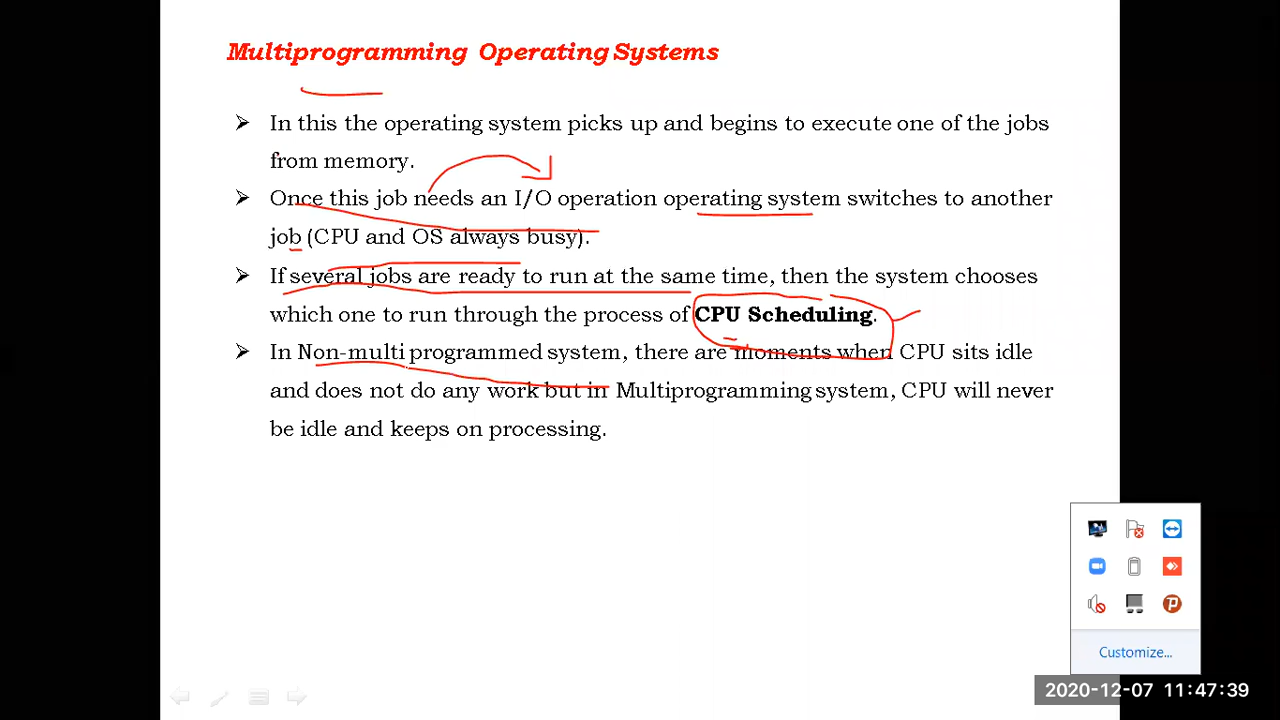 Multiprogramming Operating Systems
➢ In this the operating system picks up and begins to execute one of the jobs
from memory.
➢ Once this job needs an I/O operation operating system switches to another
job (CPU and OS always busy).
➢ If several jobs are ready to run at the same time, then the system chooses
which one to run through the process of CPU Scheduling.
➢ In Non-multi programmed system, there are moments when CPU sits idle
and does not do any work but in Multiprogramming system, CPU will never
be idle and keeps on processing.
Customize...
2020-12-07 11:47:39